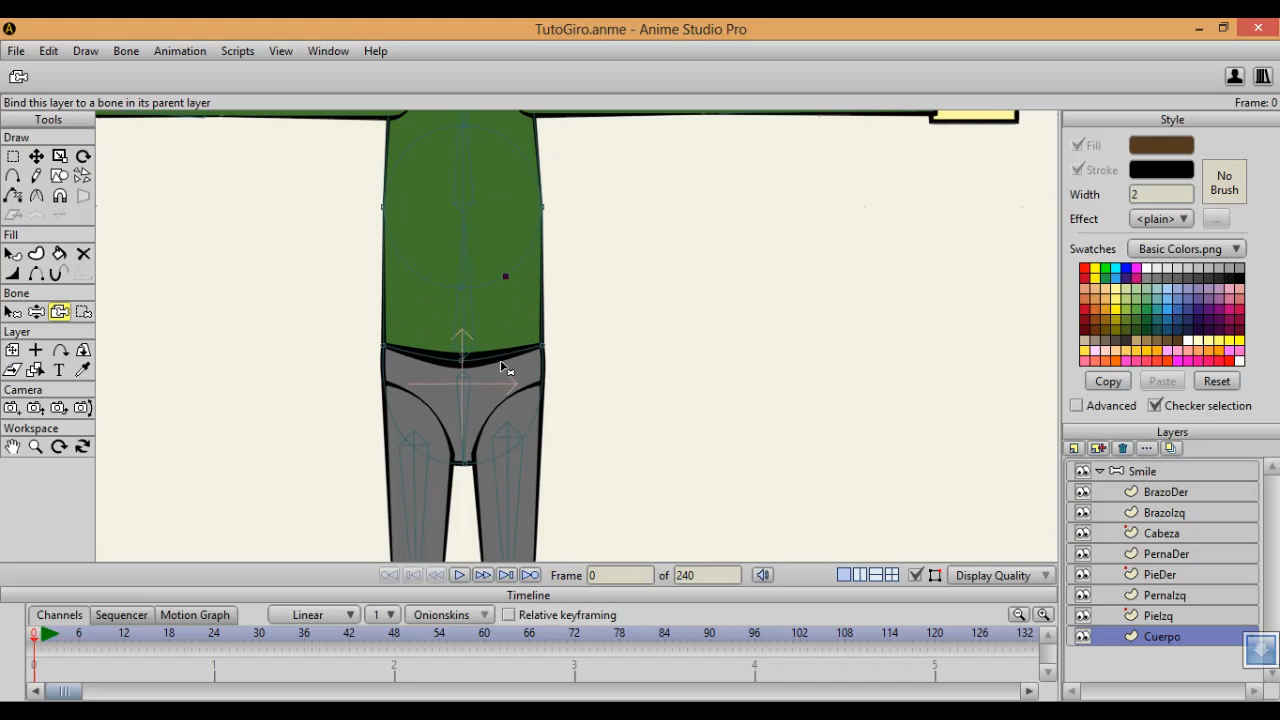 TutoGiro.anme - Anime Studio Pro
File Edit Draw Bone Animation Scripts View Window Help
Bind this layer to a bone in its parent layer
Frame: 0
Tools
Draw
Fill
Bone
Layer
Camera
Workspace
Style
Fill
Stroke
No Brush
Width 2
Effect <plain> ...
Swatches Basic Colors.png
Copy Paste Reset
Advanced Checker selection
Layers
Smile
BrazoDer
BrazoIzq
Cabeza
PernaDer
PieDer
PernaIzq
PieIzq
Cuerpo
Frame 0 of 240 Display Quality
Timeline
Channels Sequencer Motion Graph Linear 1 Onionskins Relative keyframing
0 6 12 18 24 30 36 42 48 54 60 66 72 78 84 90 96 102 108 114 120 126 132
0 1 2 3 4 5